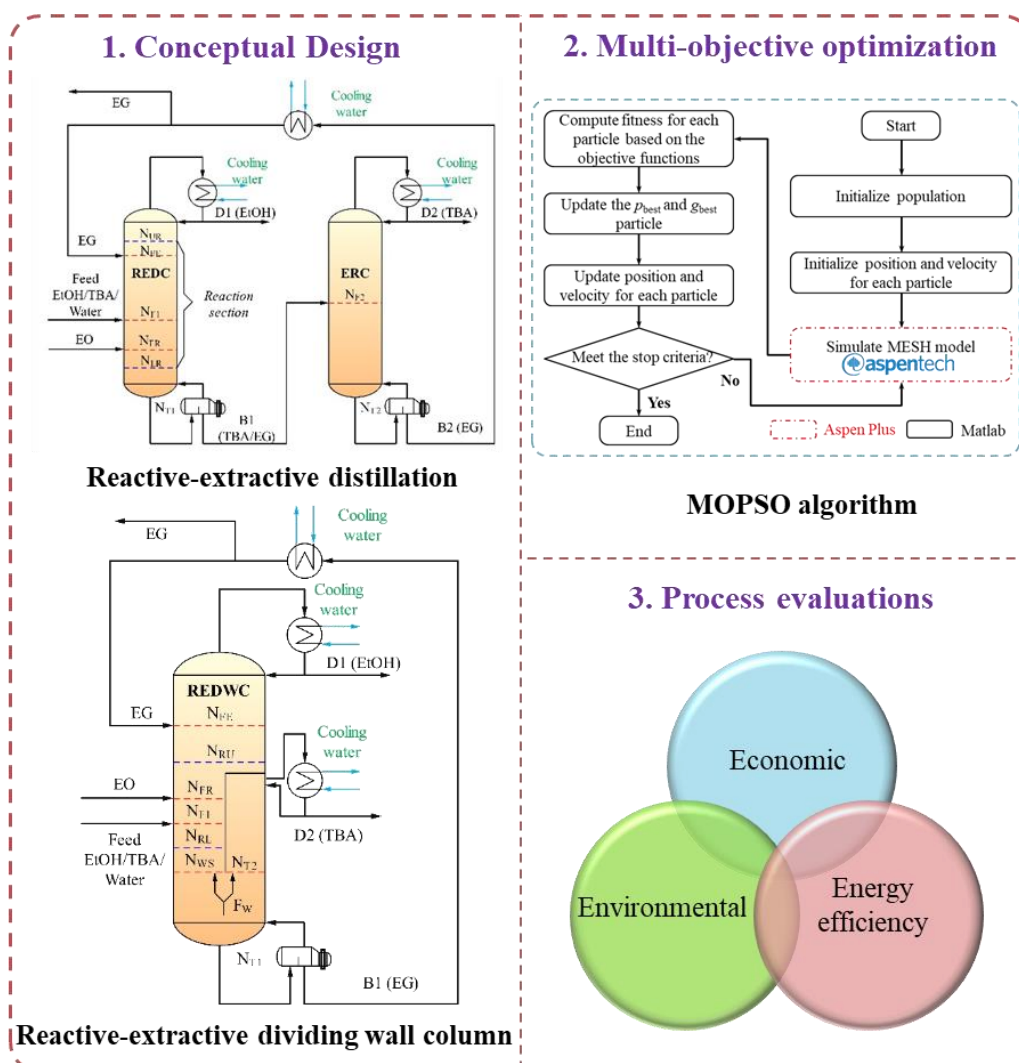 1. Conceptual Design
EG
Cooling
water
Cooling
water
D1 (EtOH)
Cooling
water
D2 (TBA)
EG
N_UR
N_FE
REDC
Feed
EtOH/TBA/
Water
N_F1
Reaction
section
EO
N_FR
N_LR
N_T1
B1
(TBA/EG)
ERC
N_F2
N_T2
B2 (EG)
Reactive-extractive distillation
EG
Cooling
water
Cooling
water
D1 (EtOH)
REDWC
EG
N_FE
N_RU
Cooling
water
EO
N_FR
N_F1
D2 (TBA)
Feed
EtOH/TBA/
Water
N_RL
N_WS
N_T2
F_W
N_T1
B1 (EG)
Reactive-extractive dividing wall column
2. Multi-objective optimization
Compute fitness for each
particle based on the
objective functions
Update the p_best and g_best
particle
Update position and
velocity for each particle
Meet the stop criteria?
No
Yes
End
Start
Initialize population
Initialize position and velocity
for each particle
Simulate MESH model
aspentech
Aspen Plus
Matlab
MOPSO algorithm
3. Process evaluations
Economic
Environmental
Energy
efficiency